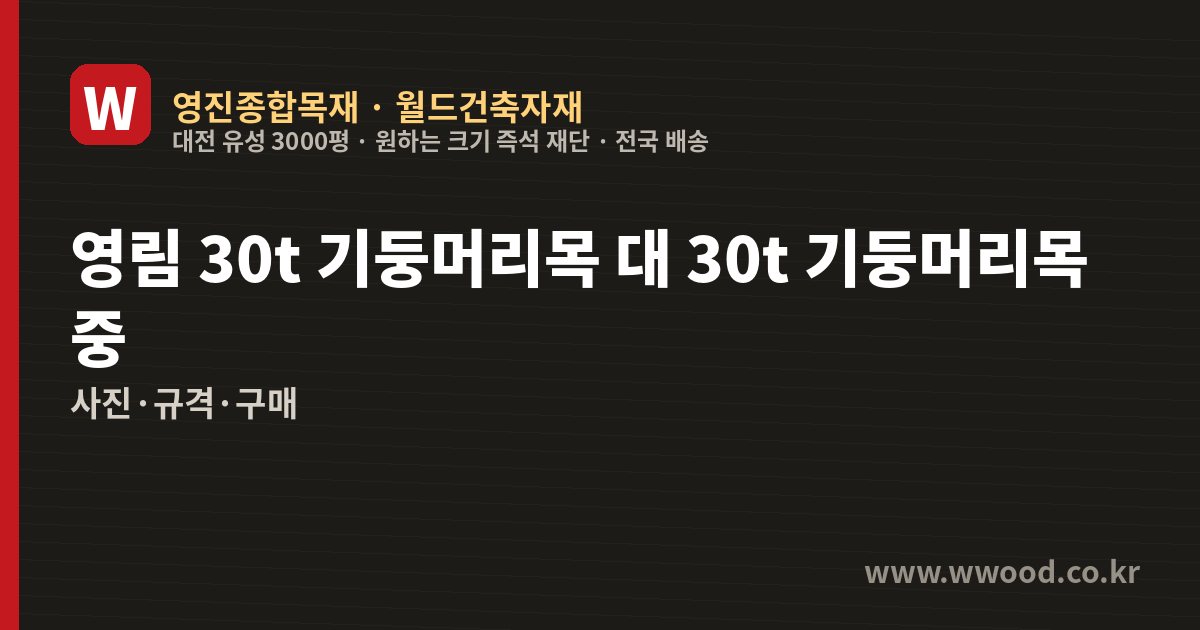 W
영진종합목재 · 월드건축자재
대전 유성 3000평 · 원하는 크기 즉석 재단 · 전국 배송
영림 30t 기둥머리목 대 30t 기둥머리목
중
사진·규격·구매
www.wwood.co.kr